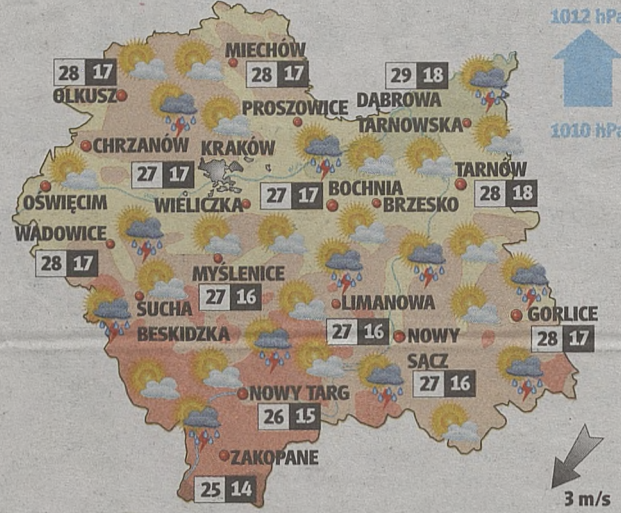 1012 hPa
MIECHÓW
28 17
28 17
29 18
OLKUSZ
PROSZOWICE
DĄBROWA
TARNOWSKA
1010 hPa
CHRZANÓW
KRAKÓW
27 17
27 17
BOCHNIA
TARNÓW
28 18
OŚWIĘCIM
WIELICZKA
BRZESKO
WADOWICE
28 17
MYŚLENICE
27 16
SUCHA
BESKIDZKA
LIMANOWA
27 16
GORLICE
28 17
NOWY
SĄCZ
27 16
NOWY TARG
26 15
ZAKOPANE
25 14
3 m/s